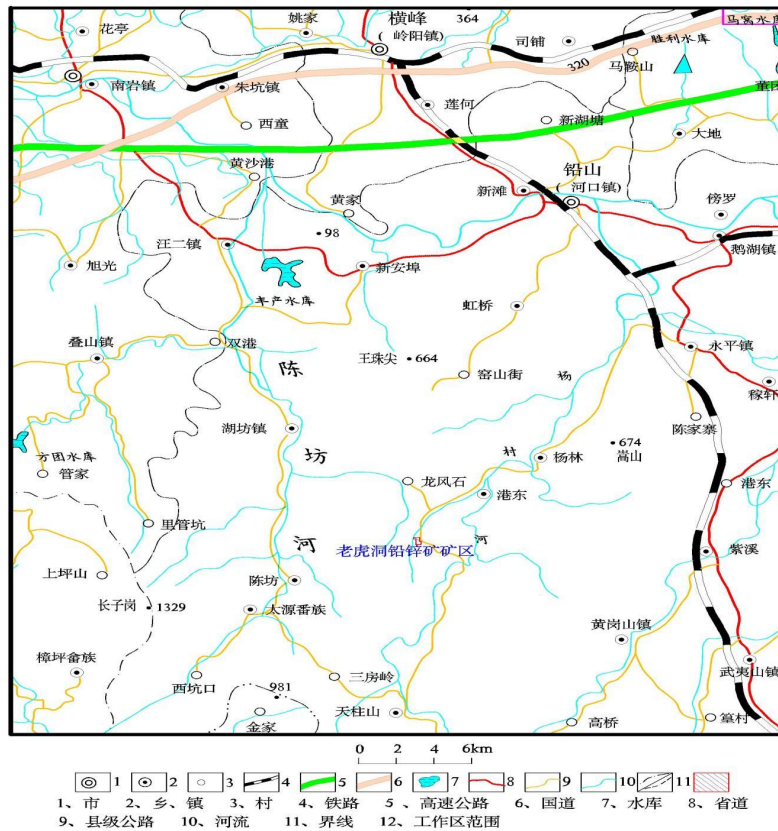 姚家
364
花亭
横峰
(岭阳镇)
司铺
胜利水库
马窝水库
320
马鞍山
南岩镇
朱坑镇
莲何
董团
西童
新湖塘
大地
黄沙港
铅山
(河口镇)
新滩
黄家
傍罗
98
汪二镇
鹅湖镇
旭光
新安埠
丰产水库
虹桥
叠山镇
双港
永平镇
王珠尖
664
陈
窑山街
杨
稼轩
湖坊镇
陈家寨
坊
村
杨林
674
嵩山
方团水库
管家
龙风石
港东
港东
里管坑
河
河
老虎洞铅锌矿矿区
紫溪
上坪山
陈坊
长子岗
1329
太源畚族
黄岗山镇
樟坪畲族
西坑口
三房岭
武夷山镇
981
金家
天柱山
高桥
篁村
0 2 4 6km
1 2 3 4 5 6 7 8 9 10 11
1、市 2、乡、镇 3、村 4、铁路 5、高速公路 6、国道 7、水库 8、省道
9、县级公路 10、河流 11、界线 12、工作区范围